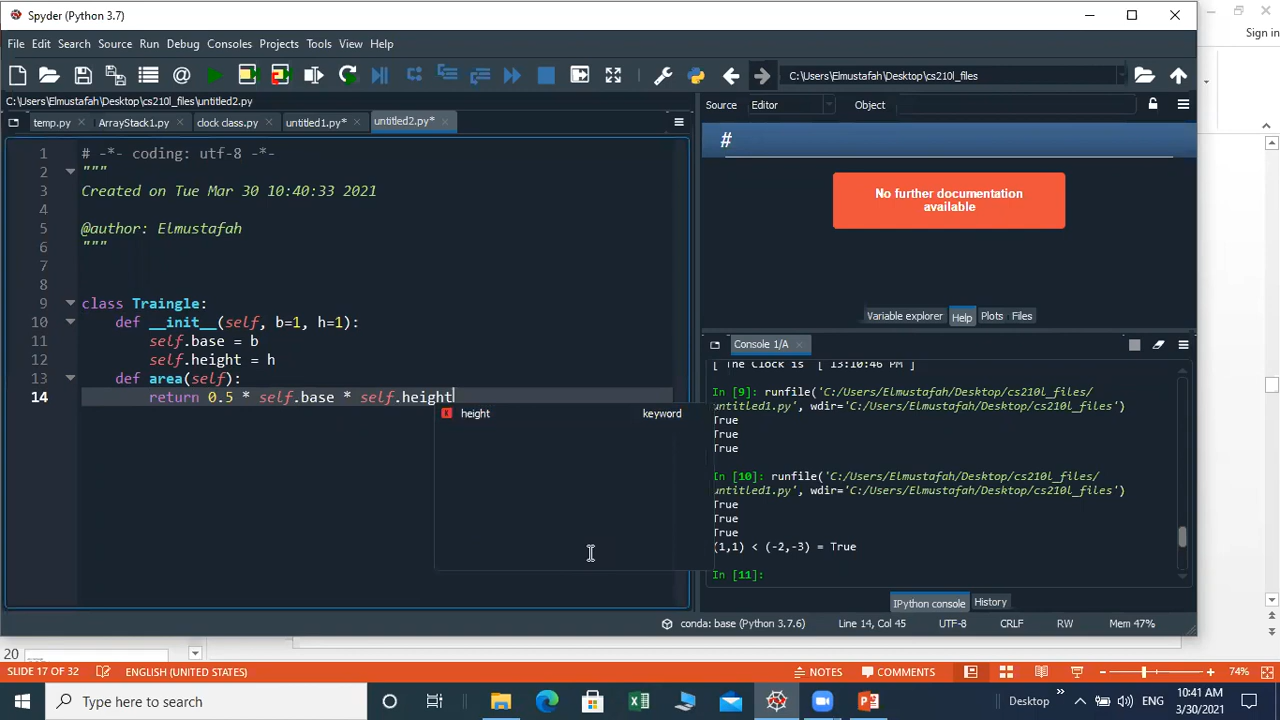 Spyder (Python 3.7)
Sign in
File Edit Search Source Run Debug Consoles Projects Tools View Help
C:\Users\Elmustafah\Desktop\cs210l_files
C:\Users\Elmustafah\Desktop\cs210l_files\untitled2.py
temp.py ArrayStack1.py clock class.py untitled1.py* untitled2.py*
Source Editor Object
1 # -*- coding: utf-8 -*-
2 """
3 Created on Tue Mar 30 10:40:33 2021
4
5 @author: Elmustafah
6 """
7
8
9 class Traingle:
10 def __init__(self, b=1, h=1):
11 self.base = b
12 self.height = h
13 def area(self):
14 return 0.5 * self.base * self.height
height keyword
#
No further documentation
available
Variable explorer Help Plots Files
Console 1/A
[ The Clock is [ 13:10:46 PM ]
In [9]: runfile('C:/Users/Elmustafah/Desktop/cs210l_files/
untitled1.py', wdir='C:/Users/Elmustafah/Desktop/cs210l_files')
True
True
True
In [10]: runfile('C:/Users/Elmustafah/Desktop/cs210l_files/
untitled1.py', wdir='C:/Users/Elmustafah/Desktop/cs210l_files')
True
True
True
(1,1) < (-2,-3) = True
In [11]:
IPython console History
conda: base (Python 3.7.6) Line 14, Col 45 UTF-8 CRLF RW Mem 47%
20
SLIDE 17 OF 32 ENGLISH (UNITED STATES) NOTES COMMENTS 74%
Type here to search
Desktop ENG
10:41 AM
3/30/2021